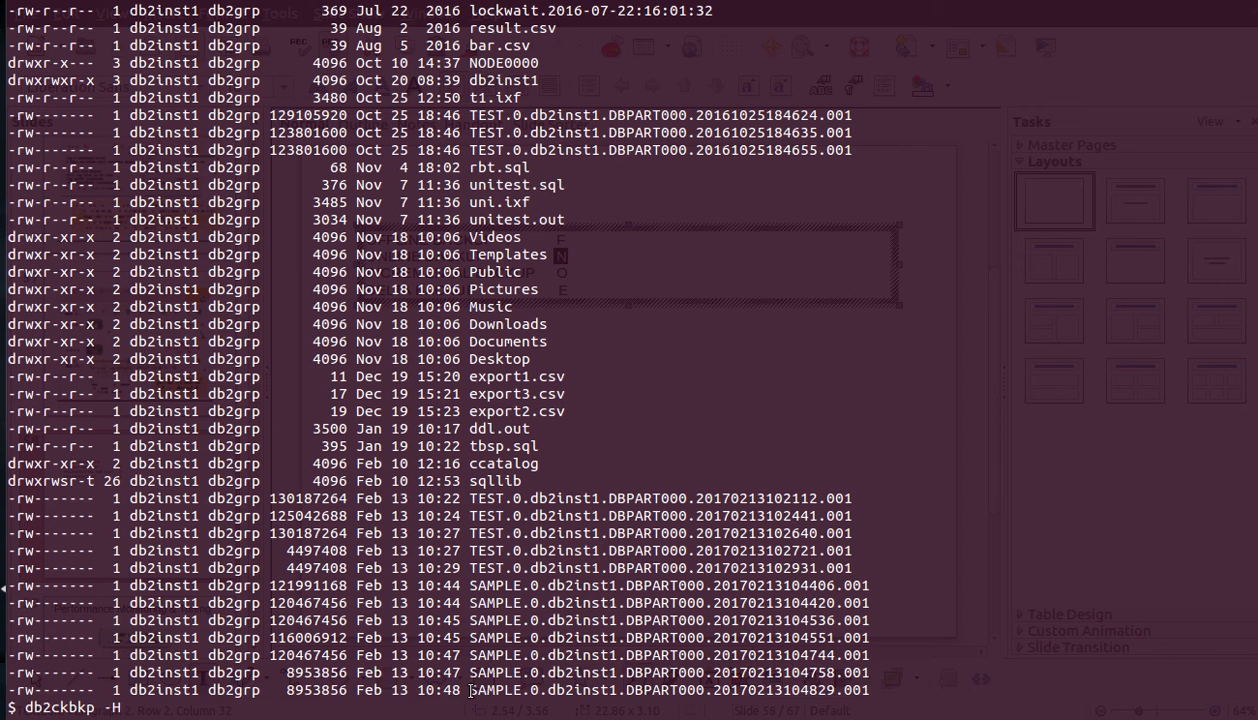 -rw-r--r-- 1 db2inst1 db2grp 369 Jul 22 2016 lockwait.2016-07-22:16:01:32
-rw-r--r-- 1 db2inst1 db2grp 39 Aug 2 2016 result.csv
-rw-r--r-- 1 db2inst1 db2grp 39 Aug 5 2016 bar.csv
drwxr-x--- 3 db2inst1 db2grp 4096 Oct 10 14:37 NODE0000
drwxrwxr-x 3 db2inst1 db2grp 4096 Oct 20 08:39 db2inst1
-rw-r--r-- 1 db2inst1 db2grp 3480 Oct 25 12:50 t1.ixf
-rw------- 1 db2inst1 db2grp 129105920 Oct 25 18:46 TEST.0.db2inst1.DBPART000.20161025184624.001
-rw------- 1 db2inst1 db2grp 123801600 Oct 25 18:46 TEST.0.db2inst1.DBPART000.20161025184635.001
-rw------- 1 db2inst1 db2grp 123801600 Oct 25 18:46 TEST.0.db2inst1.DBPART000.20161025184655.001
-rw-r--r-- 1 db2inst1 db2grp 68 Nov 4 18:02 rbt.sql
-rw-r--r-- 1 db2inst1 db2grp 376 Nov 7 11:36 unitest.sql
-rw-r--r-- 1 db2inst1 db2grp 3485 Nov 7 11:36 uni.ixf
-rw-r--r-- 1 db2inst1 db2grp 3034 Nov 7 11:36 unitest.out
drwxr-xr-x 2 db2inst1 db2grp 4096 Nov 18 10:06 Videos
drwxr-xr-x 2 db2inst1 db2grp 4096 Nov 18 10:06 Templates
drwxr-xr-x 2 db2inst1 db2grp 4096 Nov 18 10:06 Public
drwxr-xr-x 2 db2inst1 db2grp 4096 Nov 18 10:06 Pictures
drwxr-xr-x 2 db2inst1 db2grp 4096 Nov 18 10:06 Music
drwxr-xr-x 2 db2inst1 db2grp 4096 Nov 18 10:06 Downloads
drwxr-xr-x 2 db2inst1 db2grp 4096 Nov 18 10:06 Documents
drwxr-xr-x 2 db2inst1 db2grp 4096 Nov 18 10:06 Desktop
-rw-r--r-- 1 db2inst1 db2grp 11 Dec 19 15:20 export1.csv
-rw-r--r-- 1 db2inst1 db2grp 17 Dec 19 15:21 export3.csv
-rw-r--r-- 1 db2inst1 db2grp 19 Dec 19 15:23 export2.csv
-rw-r--r-- 1 db2inst1 db2grp 3500 Jan 19 10:17 ddl.out
-rw-r--r-- 1 db2inst1 db2grp 395 Jan 19 10:22 tbsp.sql
drwxr-xr-x 2 db2inst1 db2grp 4096 Feb 10 12:16 ccatalog
drwxrwsr-t 26 db2inst1 db2grp 4096 Feb 10 12:53 sqllib
-rw------- 1 db2inst1 db2grp 130187264 Feb 13 10:22 TEST.0.db2inst1.DBPART000.20170213102112.001
-rw------- 1 db2inst1 db2grp 125042688 Feb 13 10:24 TEST.0.db2inst1.DBPART000.20170213102441.001
-rw------- 1 db2inst1 db2grp 130187264 Feb 13 10:27 TEST.0.db2inst1.DBPART000.20170213102640.001
-rw------- 1 db2inst1 db2grp 4497408 Feb 13 10:27 TEST.0.db2inst1.DBPART000.20170213102721.001
-rw------- 1 db2inst1 db2grp 4497408 Feb 13 10:29 TEST.0.db2inst1.DBPART000.20170213102931.001
-rw------- 1 db2inst1 db2grp 121991168 Feb 13 10:44 SAMPLE.0.db2inst1.DBPART000.20170213104406.001
-rw------- 1 db2inst1 db2grp 120467456 Feb 13 10:44 SAMPLE.0.db2inst1.DBPART000.20170213104420.001
-rw------- 1 db2inst1 db2grp 120467456 Feb 13 10:45 SAMPLE.0.db2inst1.DBPART000.20170213104536.001
-rw------- 1 db2inst1 db2grp 116006912 Feb 13 10:45 SAMPLE.0.db2inst1.DBPART000.20170213104551.001
-rw------- 1 db2inst1 db2grp 120467456 Feb 13 10:47 SAMPLE.0.db2inst1.DBPART000.20170213104744.001
-rw------- 1 db2inst1 db2grp 8953856 Feb 13 10:47 SAMPLE.0.db2inst1.DBPART000.20170213104758.001
-rw------- 1 db2inst1 db2grp 8953856 Feb 13 10:48 SAMPLE.0.db2inst1.DBPART000.20170213104829.001
$ db2ckbkp -H
Tasks
View
Master Pages
Layouts
Table Design
Custom Animation
Slide Transition
F
N
O
E
2.54 / 3.56
22.86 x 3.10
Slide 58 / 67
Default
64%